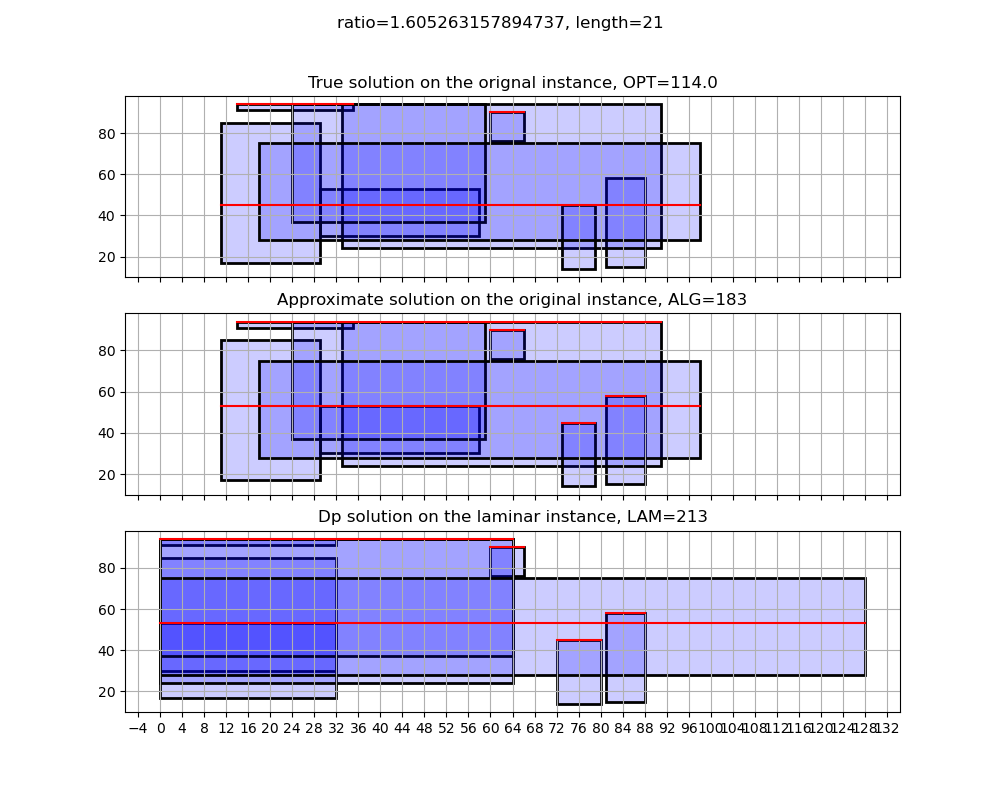 ratio=1.605263157894737, length=21
True solution on the orignal instance, OPT=114.0
80
60
40
20
Approximate solution on the original instance, ALG=183
80
60
40
20
Dp solution on the laminar instance, LAM=213
80
60
40
20
−4 0 4 8 12 16 20 24 28 32 36 40 44 48 52 56 60 64 68 72 76 80 84 88 92 96 100 104 108 112 116 120 124 128 132